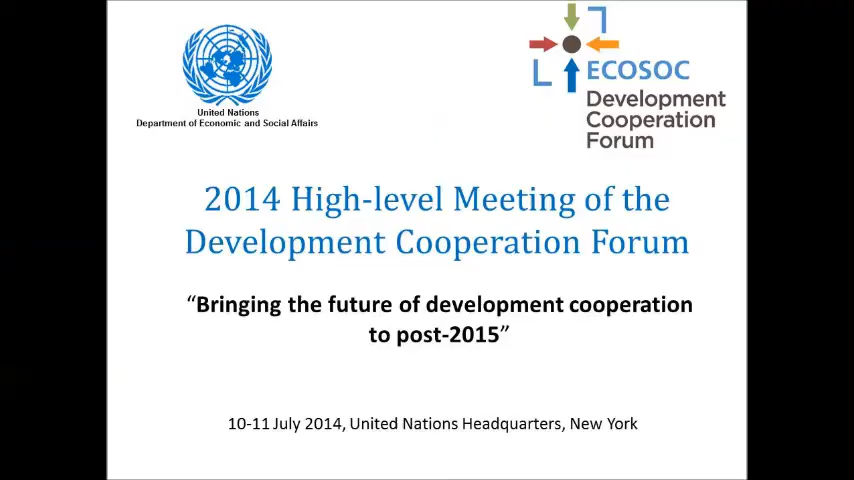 United Nations
Department of Economic and Social Affairs
ECOSOC
Development
Cooperation
Forum
2014 High-level Meeting of the
Development Cooperation Forum
“Bringing the future of development cooperation
to post-2015”
10-11 July 2014, United Nations Headquarters, New York